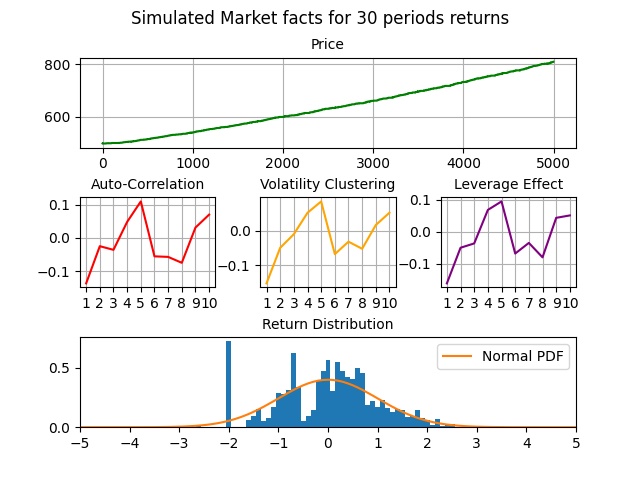 Simulated Market facts for 30 periods returns
Price
800
600
0 1000 2000 3000 4000 5000
Auto-Correlation Volatility Clustering Leverage Effect
0.1 0.1
0.0 0.0 0.0
−0.1 −0.1 −0.1
1 2 3 4 5 6 7 8 9 10 1 2 3 4 5 6 7 8 9 10 1 2 3 4 5 6 7 8 9 10
Return Distribution
Normal PDF
0.5
0.0
−5 −4 −3 −2 −1 0 1 2 3 4 5